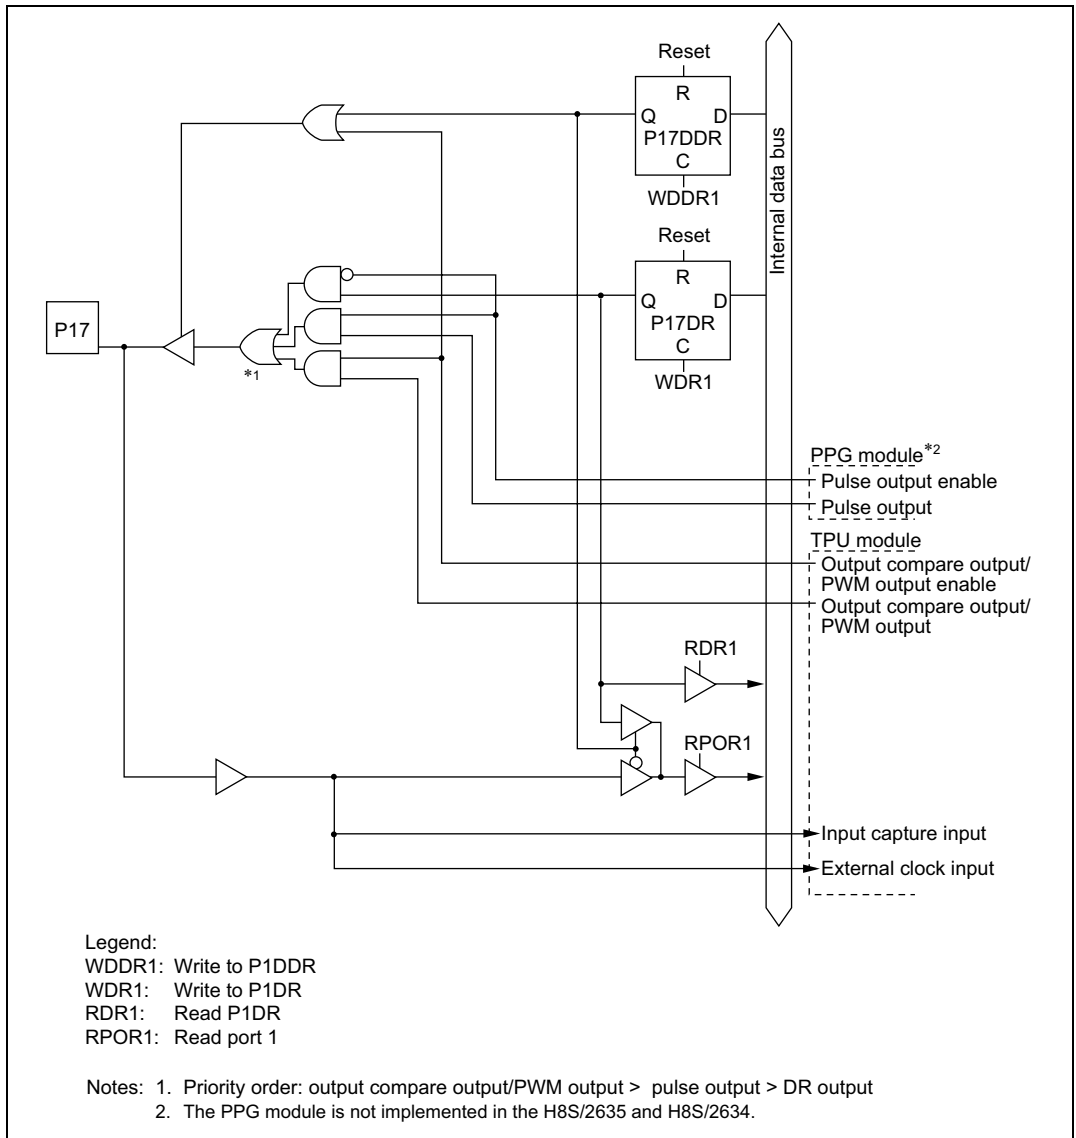 Reset
R
Q D
P17DDR
C
WDDR1
Internal data bus
Reset
R
Q D
P17DR
C
WDR1
P17
*1
PPG module*2
Pulse output enable
Pulse output
TPU module
Output compare output/
PWM output enable
Output compare output/
PWM output
RDR1
RPOR1
Input capture input
External clock input
Legend:
WDDR1: Write to P1DDR
WDR1: Write to P1DR
RDR1: Read P1DR
RPOR1: Read port 1
Notes: 1. Priority order: output compare output/PWM output > pulse output > DR output
2. The PPG module is not implemented in the H8S/2635 and H8S/2634.